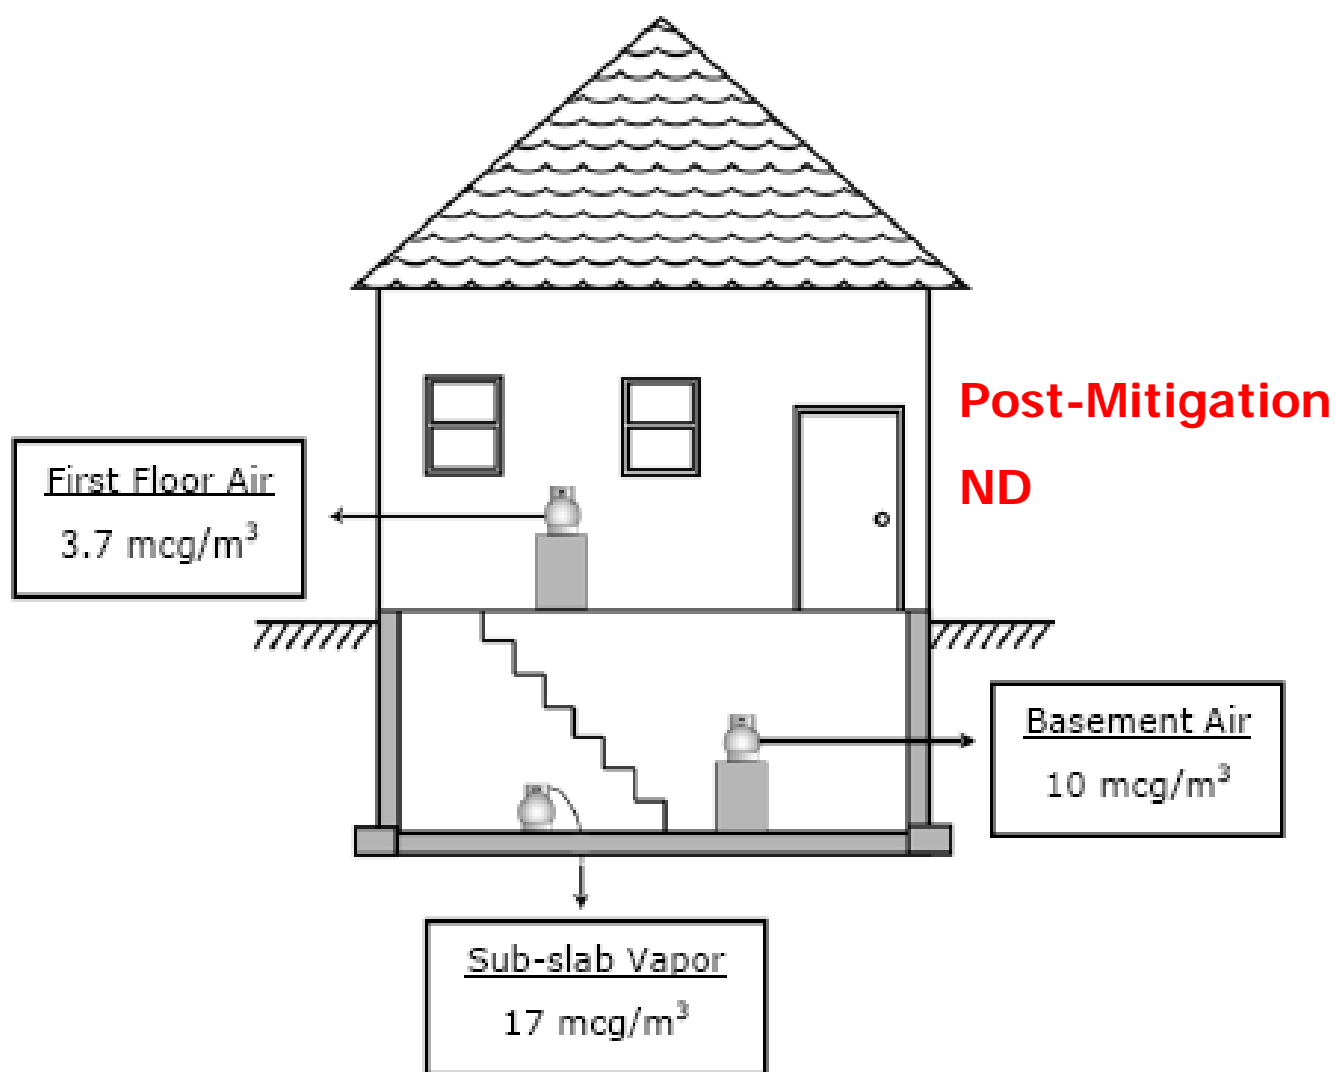 Post-Mitigation
ND
First Floor Air
3.7 mcg/m³
Basement Air
10 mcg/m³
Sub-slab Vapor
17 mcg/m³